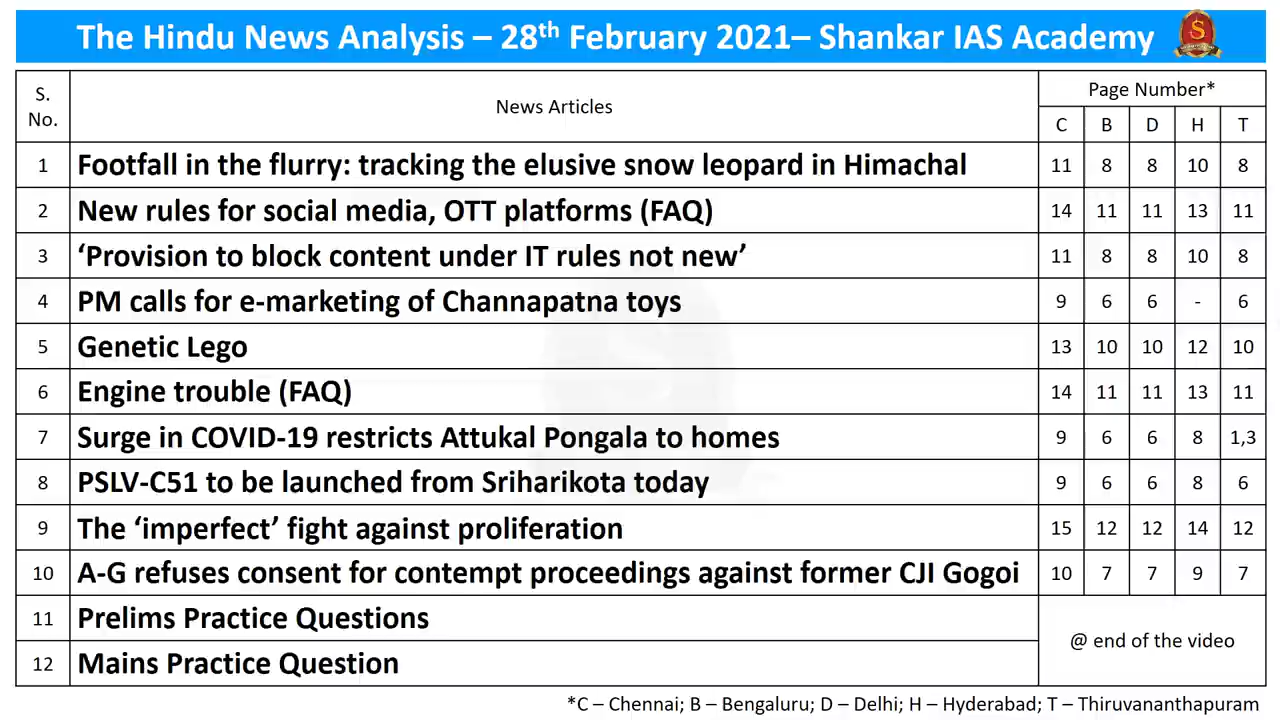 The Hindu News Analysis – 28th February 2021– Shankar IAS Academy
S. No. News Articles Page Number*
C B D H T
1 Footfall in the flurry: tracking the elusive snow leopard in Himachal 11 8 8 10 8
2 New rules for social media, OTT platforms (FAQ) 14 11 11 13 11
3 ‘Provision to block content under IT rules not new’ 11 8 8 10 8
4 PM calls for e-marketing of Channapatna toys 9 6 6 - 6
5 Genetic Lego 13 10 10 12 10
6 Engine trouble (FAQ) 14 11 11 13 11
7 Surge in COVID-19 restricts Attukal Pongala to homes 9 6 6 8 1,3
8 PSLV-C51 to be launched from Sriharikota today 9 6 6 8 6
9 The ‘imperfect’ fight against proliferation 15 12 12 14 12
10 A-G refuses consent for contempt proceedings against former CJI Gogoi 10 7 7 9 7
11 Prelims Practice Questions @ end of the video
12 Mains Practice Question
*C – Chennai; B – Bengaluru; D – Delhi; H – Hyderabad; T – Thiruvananthapuram